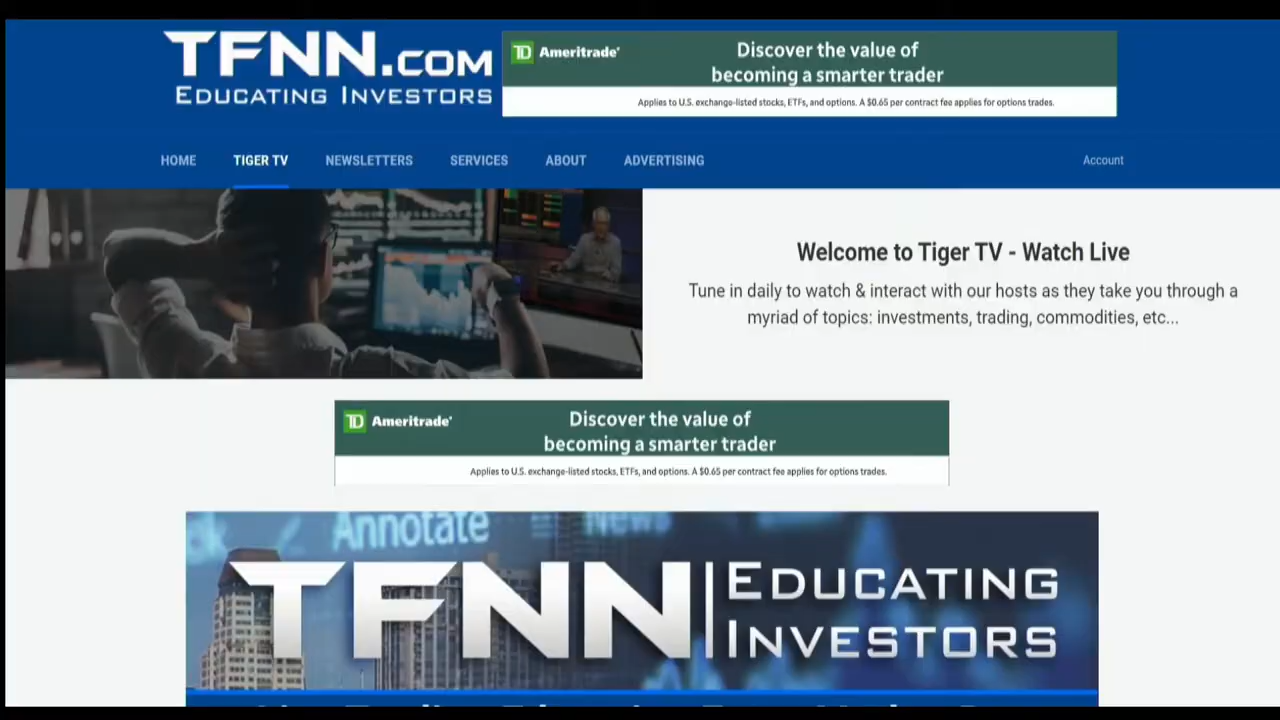 TFNN.COM
EDUCATING INVESTORS
TD Ameritrade
Discover the value of
becoming a smarter trader
Applies to U.S. exchange-listed stocks, ETFs, and options. A $0.65 per contract fee applies for options trades.
HOME TIGER TV NEWSLETTERS SERVICES ABOUT ADVERTISING Account
Welcome to Tiger TV - Watch Live
Tune in daily to watch & interact with our hosts as they take you through a
myriad of topics: investments, trading, commodities, etc...
TD Ameritrade
Discover the value of
becoming a smarter trader
Applies to U.S. exchange-listed stocks, ETFs, and options. A $0.65 per contract fee applies for options trades.
Annotate News
TFNN EDUCATING
INVESTORS